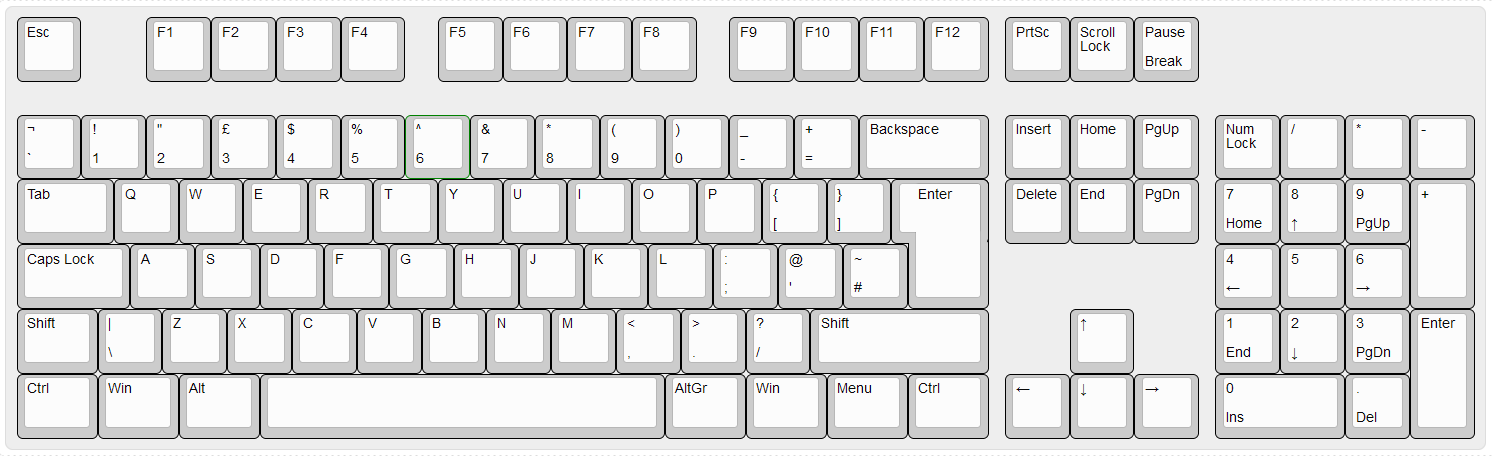 Esc F1 F2 F3 F4 F5 F6 F7 F8 F9 F10 F11 F12 PrtSc Scroll Pause
Lock
Break
¬ ! " £ $ % ^ & * ( ) _ + Backspace Insert Home PgUp Num / * -
Lock
` 1 2 3 4 5 6 7 8 9 0 - =
Tab Q W E R T Y U I O P { } Enter Delete End PgDn 7 8 9 +
[ ] Home ↑ PgUp
Caps Lock A S D F G H J K L : @ ~ 4 5 6
; ' # ← →
Shift | Z X C V B N M < > ? Shift ↑ 1 2 3 Enter
\ , . / End ↓ PgDn
Ctrl Win Alt AltGr Win Menu Ctrl ← ↓ → 0 .
Ins Del